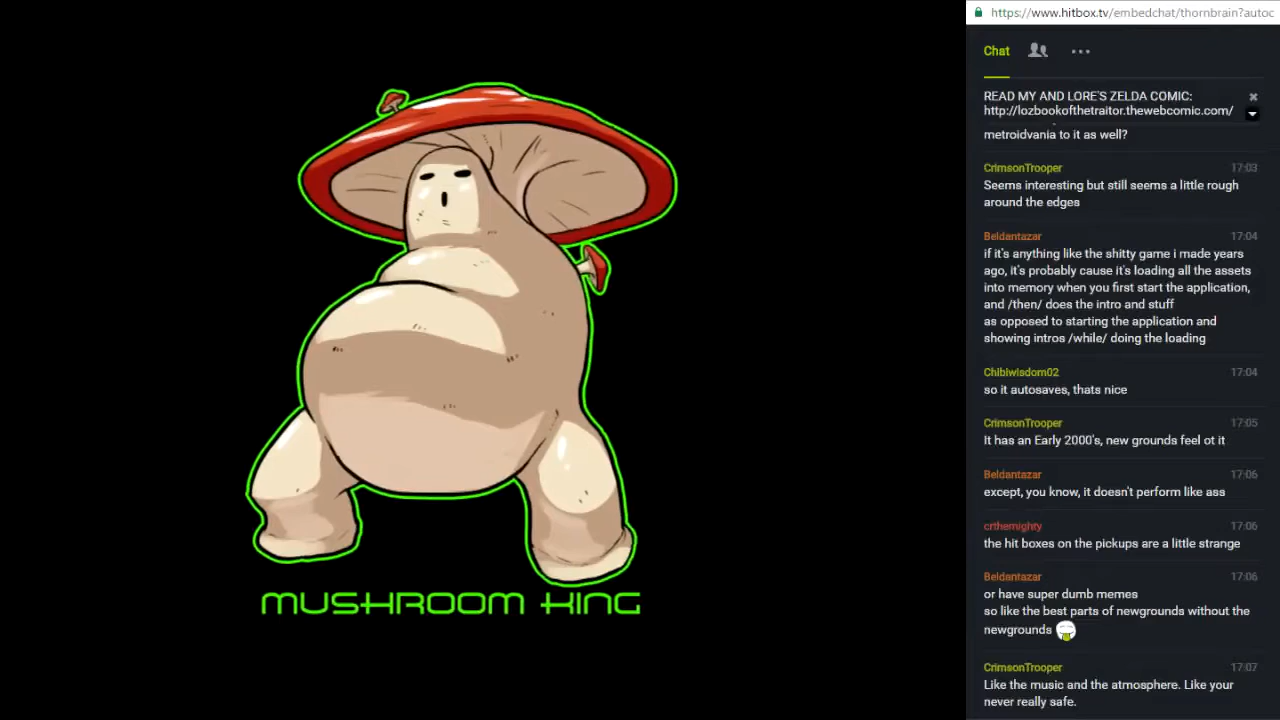 MUSHROOM KING
https://www.hitbox.tv/embedchat/thornbrain?autoc
Chat
READ MY AND LORE'S ZELDA COMIC:
http://lozbookofthetraitor.thewebcomic.com/
metroidvania to it as well?
CrimsonTrooper 17:03
Seems interesting but still seems a little rough
around the edges
Beldantazar 17:04
if it's anything like the shitty game i made years
ago, it's probably cause it's loading all the assets
into memory when you first start the application,
and /then/ does the intro and stuff
as opposed to starting the application and
showing intros /while/ doing the loading
Chibiwisdom02 17:04
so it autosaves, thats nice
CrimsonTrooper 17:05
It has an Early 2000's, new grounds feel ot it
Beldantazar 17:06
except, you know, it doesn't perform like ass
crthemighty 17:06
the hit boxes on the pickups are a little strange
Beldantazar 17:06
or have super dumb memes
so like the best parts of newgrounds without the
newgrounds
CrimsonTrooper 17:07
Like the music and the atmosphere. Like your
never really safe.